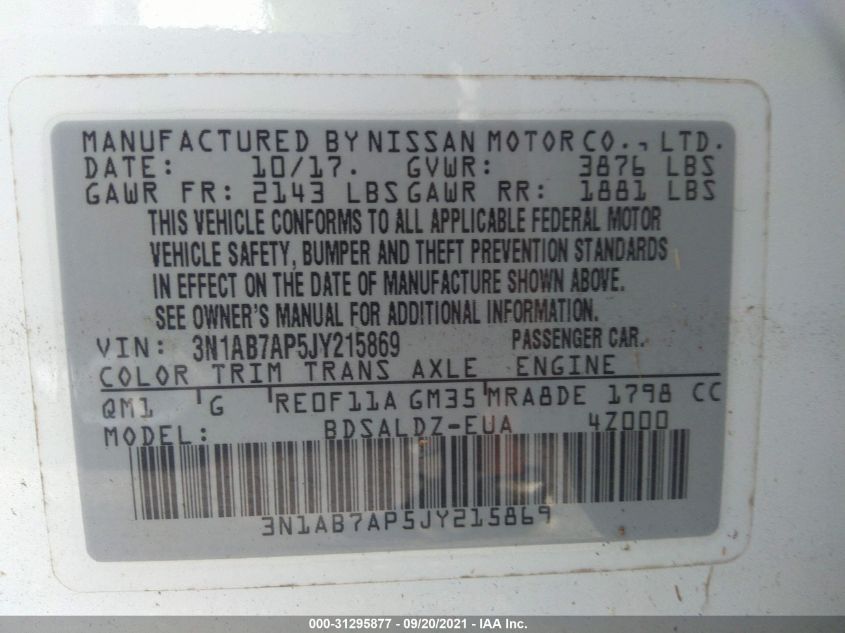 MANUFACTURED BY NISSAN MOTOR CO., LTD.
DATE: 10/17. GVWR: 3876 LBS
GAWR FR: 2143 LBS GAWR RR: 1881 LBS
THIS VEHICLE CONFORMS TO ALL APPLICABLE FEDERAL MOTOR
VEHICLE SAFETY, BUMPER AND THEFT PREVENTION STANDARDS
IN EFFECT ON THE DATE OF MANUFACTURE SHOWN ABOVE.
SEE OWNER'S MANUAL FOR ADDITIONAL INFORMATION.
VIN: 3N1AB7AP5JY215869 PASSENGER CAR.
COLOR TRIM TRANS AXLE ENGINE
QM1 'G 'RE0F11A GM35 'MRA8DE 1798 CC
MODEL: BDSALDZ-EUA 4Z000
3N1AB7AP5JY215869
000-31295877 - 09/20/2021 - IAA Inc.